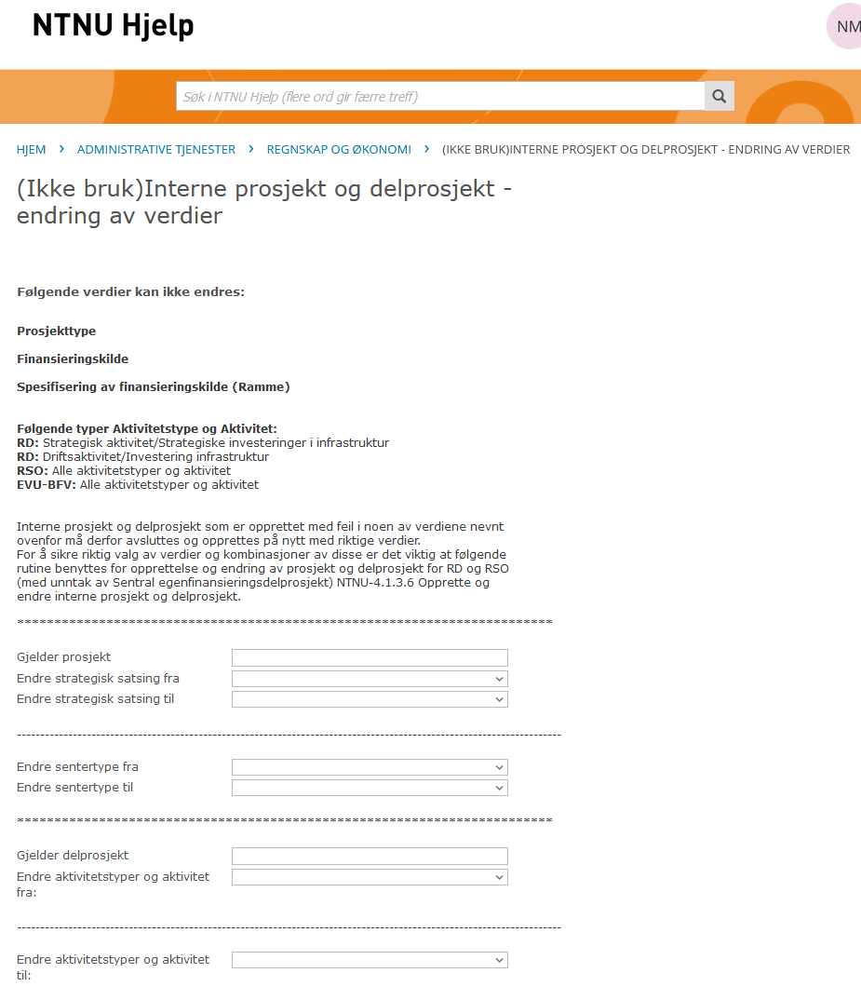 NTNU Hjelp
NM
Søk i NTNU Hjelp (flere ord gir færre treff)
HJEM > ADMINISTRATIVE TJENESTER > REGNSKAP OG ØKONOMI > (IKKE BRUK)INTERNE PROSJEKT OG DELPROSJEKT - ENDRING AV VERDIER
(Ikke bruk)Interne prosjekt og delprosjekt -
endring av verdier
Følgende verdier kan ikke endres:
Prosjekttype
Finansieringskilde
Spesifisering av finansieringskilde (Ramme)
Følgende typer Aktivitetstype og Aktivitet:
RD: Strategisk aktivitet/Strategiske investeringer i infrastruktur
RD: Driftsaktivitet/Investering infrastruktur
RSO: Alle aktivitetstyper og aktivitet
EVU-BFV: Alle aktivitetstyper og aktivitet
Interne prosjekt og delprosjekt som er opprettet med feil i noen av verdiene nevnt
ovenfor må derfor avsluttes og opprettes på nytt med riktige verdier.
For å sikre riktig valg av verdier og kombinasjoner av disse er det viktig at følgende
rutine benyttes for opprettelse og endring av prosjekt og delprosjekt for RD og RSO
(med unntak av Sentral egenfinansieringsdelprosjekt) NTNU-4.1.3.6 Opprette og
endre interne prosjekt og delprosjekt.
************************************************************************
Gjelder prosjekt
Endre strategisk satsing fra
Endre strategisk satsing til
---------------------------------------------------------------------------------------------------------------------
Endre sentertype fra
Endre sentertype til
************************************************************************
Gjelder delprosjekt
Endre aktivitetstyper og aktivitet
fra:
---------------------------------------------------------------------------------------------------------------------
Endre aktivitetstyper og aktivitet
til: